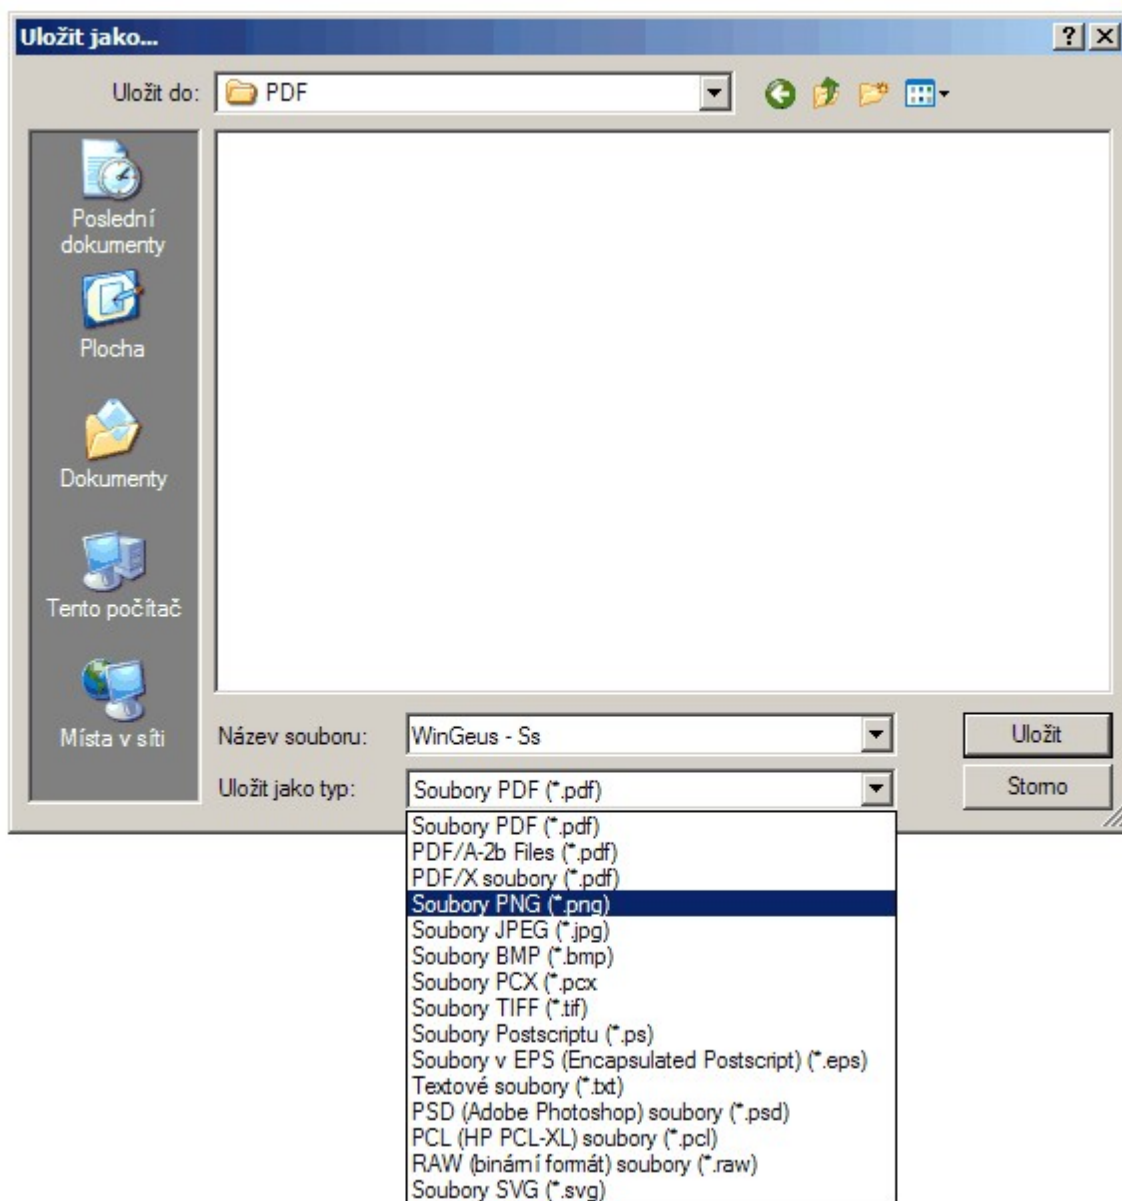 Uložit jako...
Uložit do:
PDF
Poslední
dokumenty
Plocha
Dokumenty
Tento počítač
Místa v síti
Název souboru:
WinGeus - Ss
Uložit
Uložit jako typ:
Soubory PDF (*.pdf)
Storno
Soubory PDF (*.pdf)
PDF/A-2b Files (*.pdf)
PDF/X soubory (*.pdf)
Soubory PNG (*.png)
Soubory JPEG (*.jpg)
Soubory BMP (*.bmp)
Soubory PCX (*.pcx
Soubory TIFF (*.tif)
Soubory Postscriptu (*.ps)
Soubory v EPS (Encapsulated Postscript) (*.eps)
Textové soubory (*.txt)
PSD (Adobe Photoshop) soubory (*.psd)
PCL (HP PCL-XL) soubory (*.pcl)
RAW (binární formát) soubory (*.raw)
Soubory SVG (*.svg)